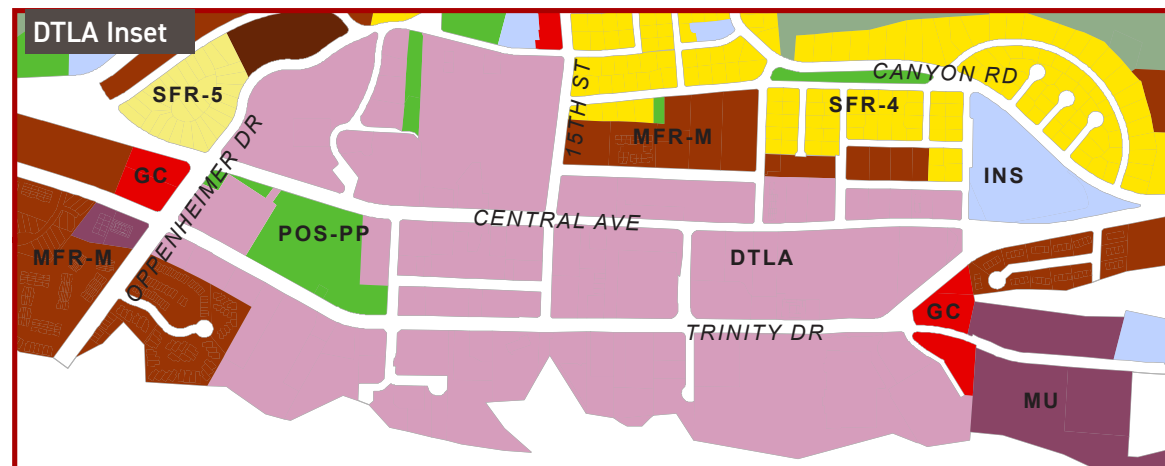 DTLA Inset
CANYON RD
SFR-5
15TH ST
SFR-4
MFR-M
GC
INS
OPPENHEIMER DR
CENTRAL AVE
POS-PP
MFR-M
DTLA
GC
TRINITY DR
MU